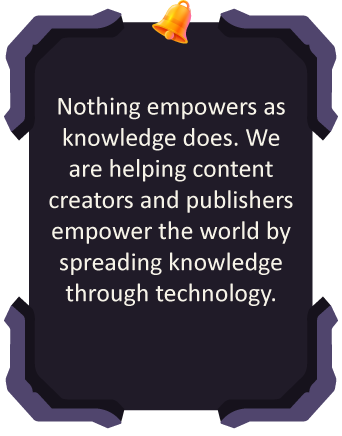 Nothing empowers as
knowledge does. We
are helping content
creators and publishers
empower the world by
spreading knowledge
through technology.